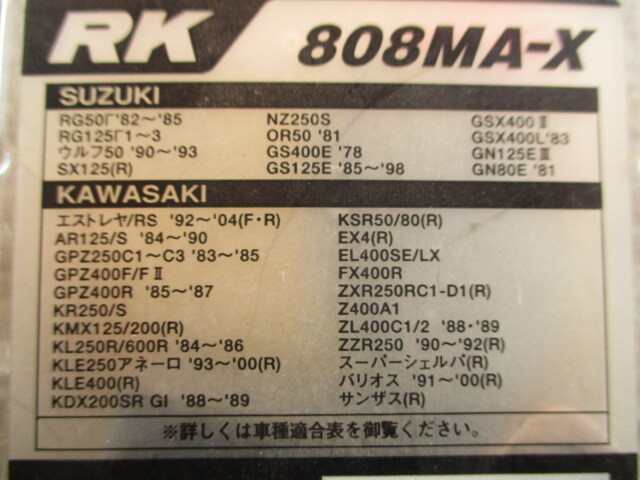 RK 808MA-X
SUZUKI
RG50Γ'82〜'85 NZ250S GSX400Ⅱ
RG125Γ1〜3 OR50 '81 GSX400L'83
ウルフ50 '90〜'93 GS400E '78 GN125EⅢ
SX125(R) GS125E '85〜'98 GN80E '81
KAWASAKI
エストレヤ/RS '92〜'04(F・R) KSR50/80(R)
AR125/S '84〜'90 EX4(R)
GPZ250C1〜C3 '83〜'85 EL400SE/LX
GPZ400F/FⅡ FX400R
GPZ400R '85〜'87 ZXR250RC1-D1(R)
KR250/S Z400A1
KMX125/200(R) ZL400C1/2 '88・'89
KL250R/600R '84〜'86 ZZR250 '90〜'92(R)
KLE250アネーロ '93〜'00(R) スーパーシェルパ(R)
KLE400(R) バリオス '91〜'00(R)
KDX200SR GI '88〜'89 サンザス(R)
※詳しくは車種適合表を御覧ください。